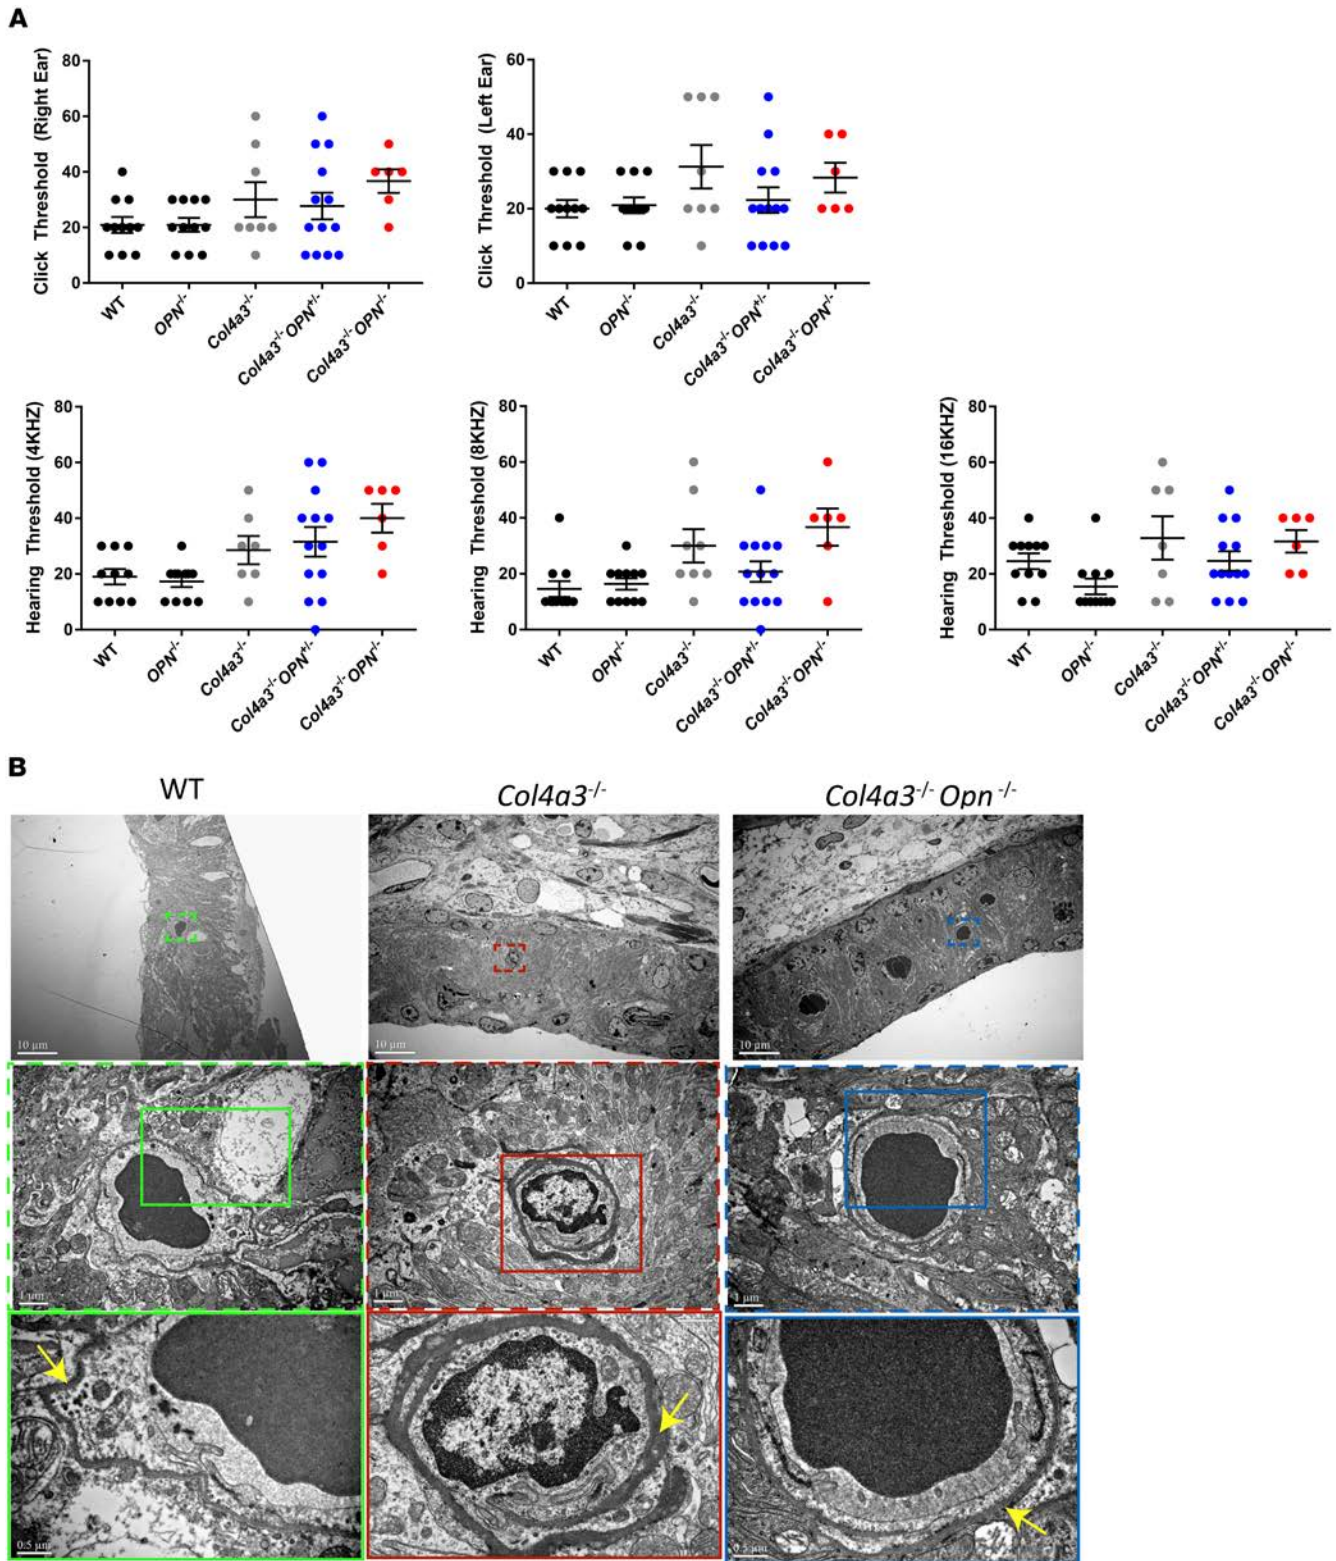 A
Click Threshold (Right Ear)
80
60
40
20
0
WT
OPN-/-
Col4a3-/-
Col4a3-/- OPN+/-
Col4a3-/- OPN-/-
Click Threshold (Left Ear)
60
40
20
0
WT
OPN-/-
Col4a3-/-
Col4a3-/- OPN+/-
Col4a3-/- OPN-/-
Hearing Threshold (4KHZ)
80
60
40
20
0
WT
OPN-/-
Col4a3-/-
Col4a3-/- OPN+/-
Col4a3-/- OPN-/-
Hearing Threshold (8KHZ)
80
60
40
20
0
WT
OPN-/-
Col4a3-/-
Col4a3-/- OPN+/-
Col4a3-/- OPN-/-
Hearing Threshold (16KHZ)
80
60
40
20
0
WT
OPN-/-
Col4a3-/-
Col4a3-/- OPN+/-
Col4a3-/- OPN-/-
B
WT
Col4a3-/-
Col4a3-/- Opn-/-
10 µm
10 µm
10 µm
1 µm
1 µm
1 µm
0.5 µm
0.5 µm